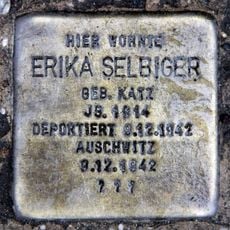 HIER WOHNTE
ERIKA SELBIGER
GEB. KATZ
JG. 1914
DEPORTIERT 9.12.1942
AUSCHWITZ
9.12.1942
? ? ?